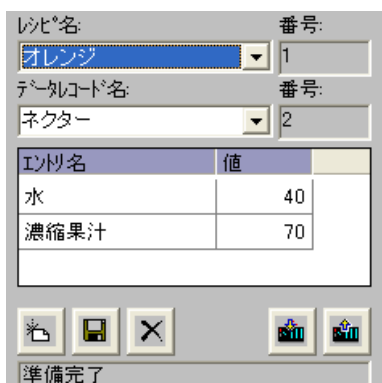 ﾚｼﾋﾟ名: 番号:
オレンジ 1
ﾃﾞｰﾀﾚｺｰﾄﾞ名: 番号:
ネクター 2
ｴﾝﾄﾘ名 値
水 40
濃縮果汁 70
準備完了